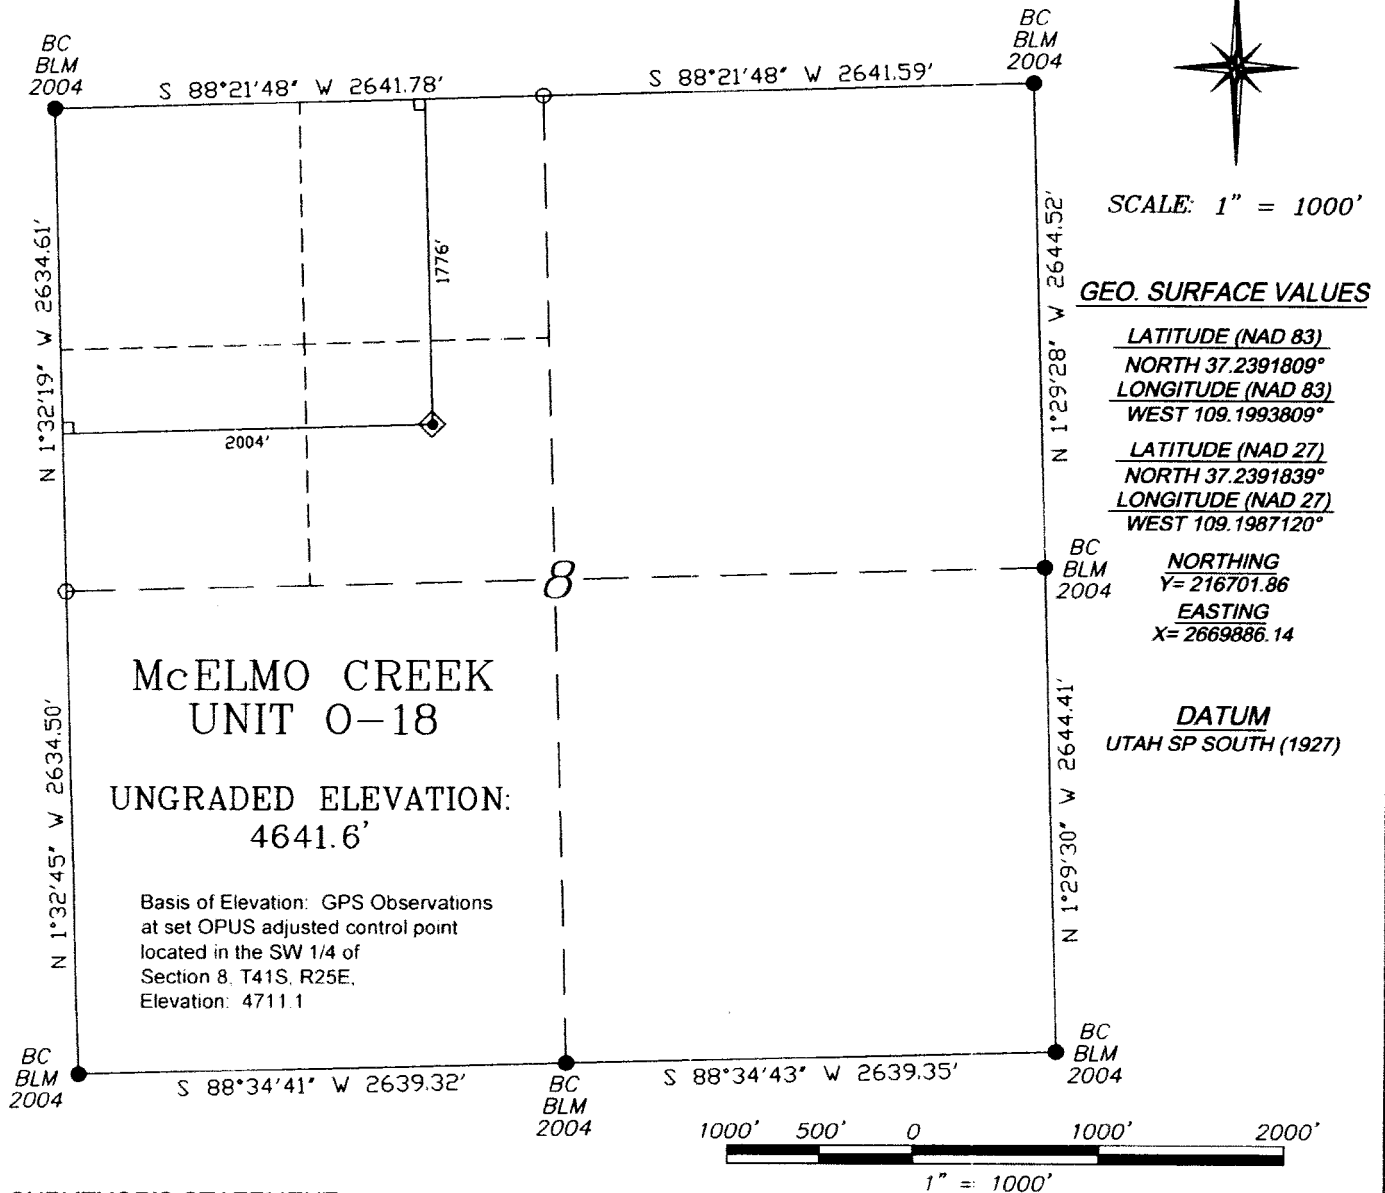 BC
BLM
2004
S 88°21'48" W 2641.78'
S 88°21'48" W 2641.59'
BC
BLM
2004
SCALE: 1" = 1000'
N 1°32'19" W 2634.61'
1776'
2004'
N 1°29'28" W 2644.52'
GEO. SURFACE VALUES
LATITUDE (NAD 83)
NORTH 37.2391809°
LONGITUDE (NAD 83)
WEST 109.1993809°
LATITUDE (NAD 27)
NORTH 37.2391839°
LONGITUDE (NAD 27)
WEST 109.1987120°
NORTHING
Y= 216701.86
EASTING
X= 2669886.14
DATUM
UTAH SP SOUTH (1927)
8
BC
BLM
2004
McELMO CREEK
UNIT O-18
UNGRADED ELEVATION:
4641.6'
Basis of Elevation: GPS Observations
at set OPUS adjusted control point
located in the SW 1/4 of
Section 8, T41S, R25E,
Elevation: 4711.1
N 1°32'45" W 2634.50'
N 1°29'30" W 2644.41'
BC
BLM
2004
S 88°34'41" W 2639.32'
BC
BLM
2004
S 88°34'43" W 2639.35'
BC
BLM
2004
1000' 500' 0 1000' 2000'
1" = 1000'